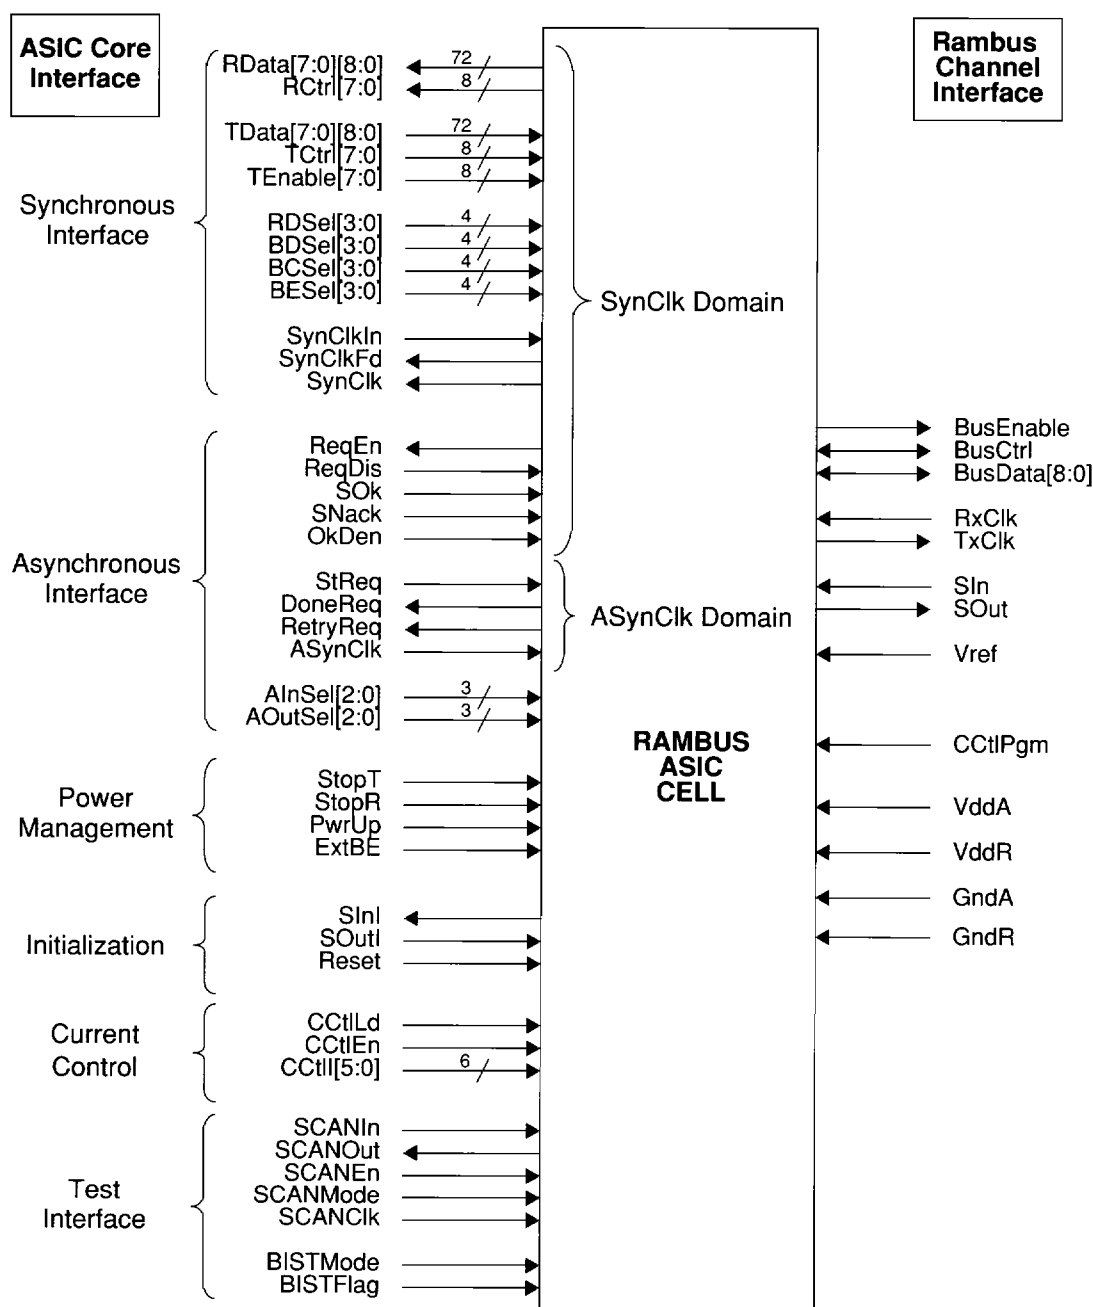 ASIC Core
Interface
Rambus
Channel
Interface
Synchronous
Interface
RData[7:0][8:0] 72
RCtrl[7:0] 8
TData[7:0][8:0] 72
TCtrl[7:0] 8
TEnable[7:0] 8
RDSel[3:0] 4
BDSel[3:0] 4
BCSel[3:0] 4
BESel[3:0] 4
SynClkIn
SynClkFd
SynClk
SynClk Domain
Asynchronous
Interface
ReqEn
ReqDis
SOk
SNack
OkDen
StReq
DoneReq
RetryReq
ASynClk
AInSel[2:0] 3
AOutSel[2:0] 3
ASynClk Domain
RAMBUS
ASIC
CELL
Power
Management
StopT
StopR
PwrUp
ExtBE
Initialization
SInI
SOutI
Reset
Current
Control
CCtlLd
CCtlEn
CCtlI[5:0] 6
Test
Interface
SCANIn
SCANOut
SCANEn
SCANMode
SCANClk
BISTMode
BISTFlag
BusEnable
BusCtrl
BusData[8:0]
RxClk
TxClk
SIn
SOut
Vref
CCtlPgm
VddA
VddR
GndA
GndR